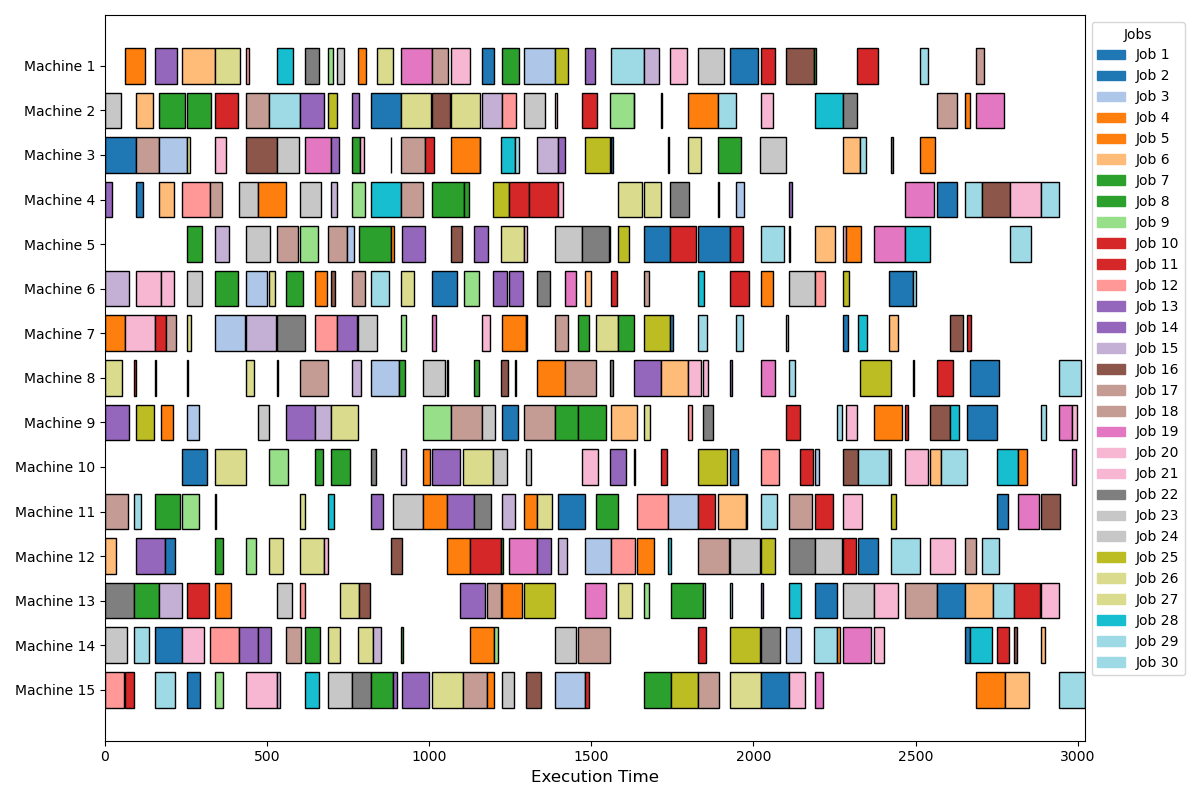 Machine 1
Machine 2
Machine 3
Machine 4
Machine 5
Machine 6
Machine 7
Machine 8
Machine 9
Machine 10
Machine 11
Machine 12
Machine 13
Machine 14
Machine 15
0 500 1000 1500 2000 2500 3000
Execution Time
Jobs
Job 1
Job 2
Job 3
Job 4
Job 5
Job 6
Job 7
Job 8
Job 9
Job 10
Job 11
Job 12
Job 13
Job 14
Job 15
Job 16
Job 17
Job 18
Job 19
Job 20
Job 21
Job 22
Job 23
Job 24
Job 25
Job 26
Job 27
Job 28
Job 29
Job 30